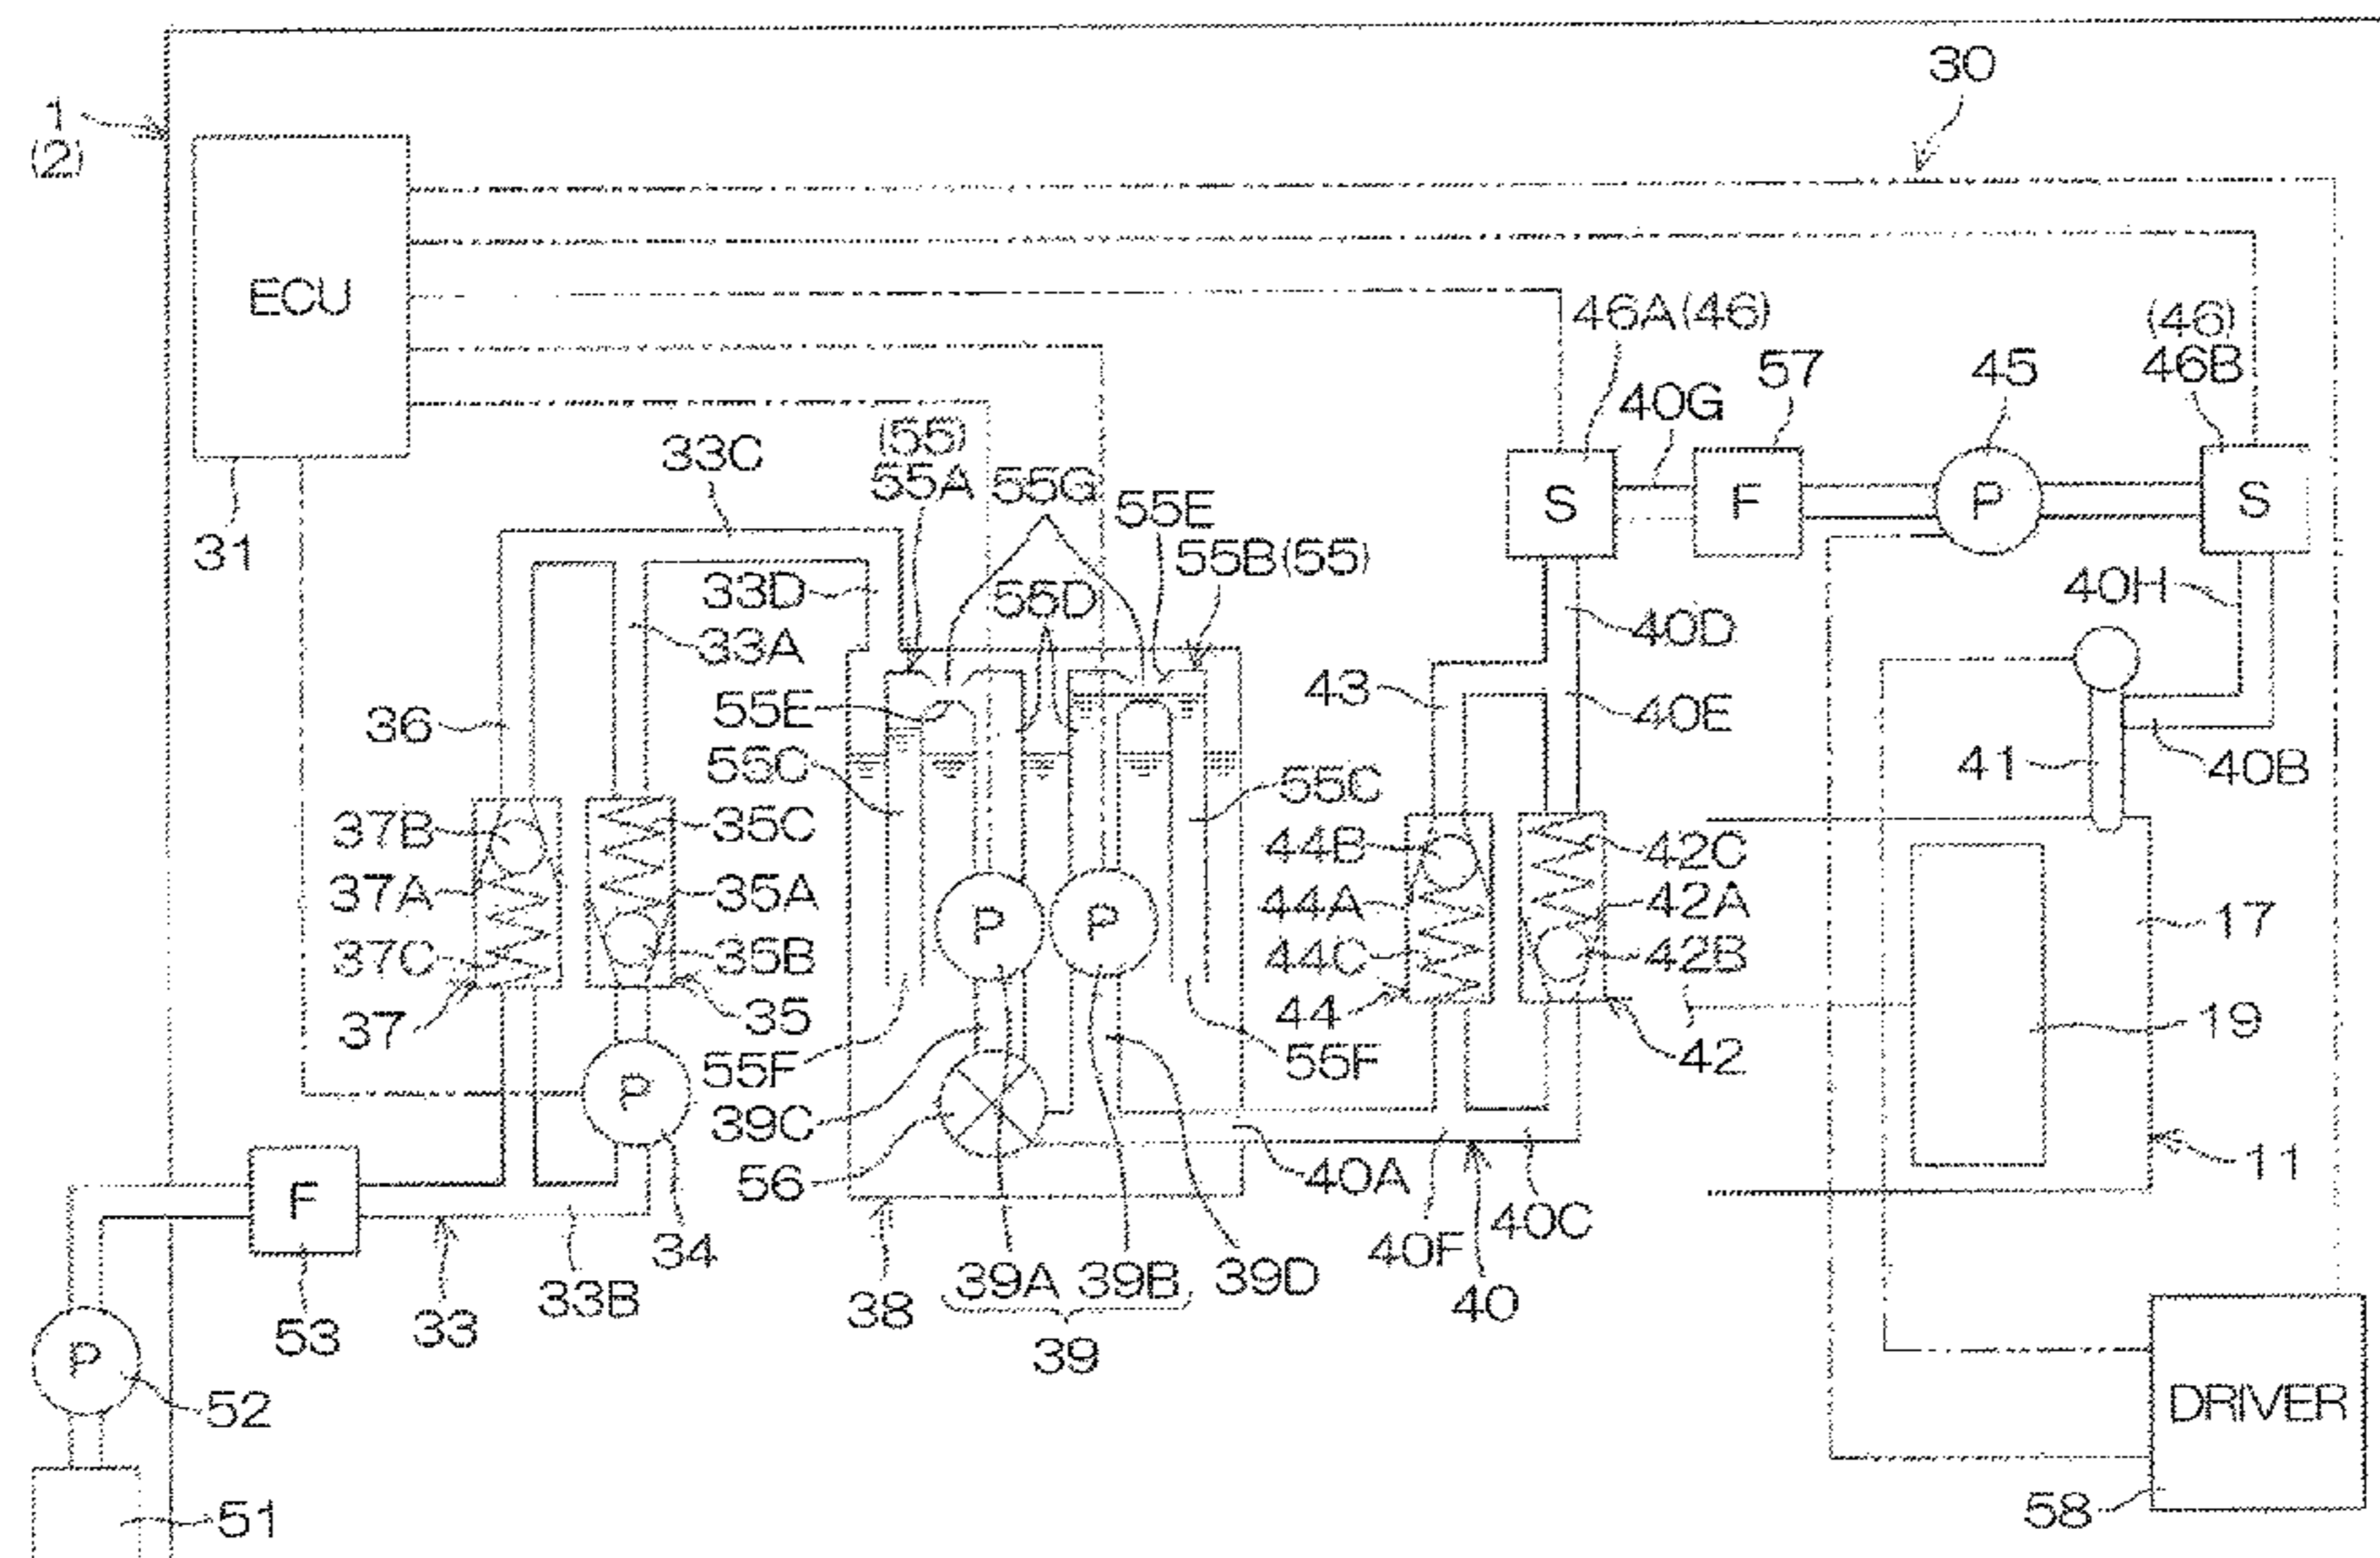 30
1
(2)
ECU
46A(46)
(46)
46B
57
45
40G
(55)
55A
33C
55G
55E
S
F
P
S
31
55B(55)
33D
55D
40H
33A
40D
43
55E
40E
36
55C
41
40B
55C
37B
35C
44B
42C
37A
35A
P
P
44A
42A
17
37C
35B
44C
42B
37
35
44
42
19
55F
55F
P
39C
56
40A
11
F
34
40F
40C
39A
39B
39D
33B
38
40
53
33
39
P
52
DRIVER
51
58